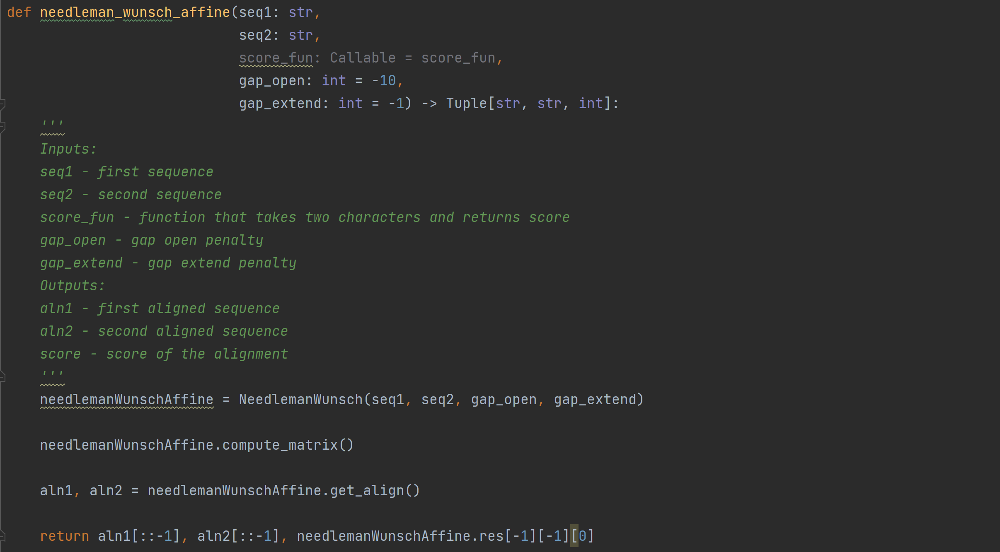 def needleman_wunsch_affine(seq1: str,
                            seq2: str,
                            score_fun: Callable = score_fun,
                            gap_open: int = -10,
                            gap_extend: int = -1) -> Tuple[str, str, int]:
    '''
    Inputs:
    seq1 - first sequence
    seq2 - second sequence
    score_fun - function that takes two characters and returns score
    gap_open - gap open penalty
    gap_extend - gap extend penalty
    Outputs:
    aln1 - first aligned sequence
    aln2 - second aligned sequence
    score - score of the alignment
    '''
    needlemanWunschAffine = NeedlemanWunsch(seq1, seq2, gap_open, gap_extend)
    needlemanWunschAffine.compute_matrix()
    aln1, aln2 = needlemanWunschAffine.get_align()
    return aln1[::-1], aln2[::-1], needlemanWunschAffine.res[-1][-1][0]